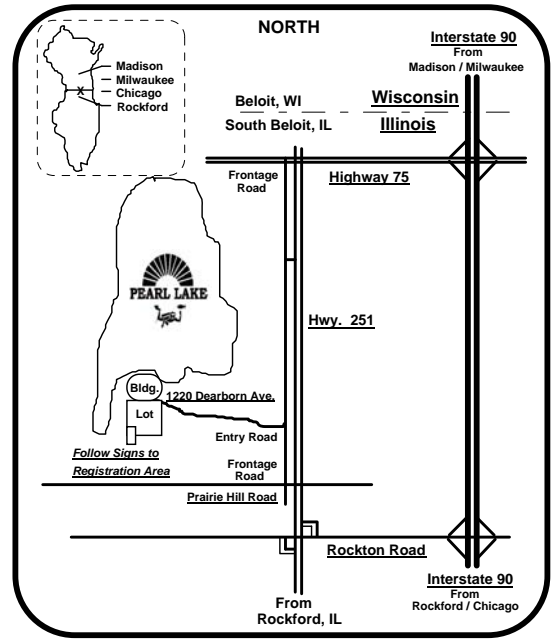 NORTH
Interstate 90
From
Madison / Milwaukee
Madison
Milwaukee
Chicago
Rockford
X
Beloit, WI
Wisconsin
South Beloit, IL
Illinois
Frontage
Road
Highway 75
PEARL LAKE
Hwy. 251
Bldg.
1220 Dearborn Ave.
Lot
Entry Road
Follow Signs to
Registration Area
Frontage
Road
Prairie Hill Road
Rockton Road
Interstate 90
From
Rockford / Chicago
From
Rockford, IL